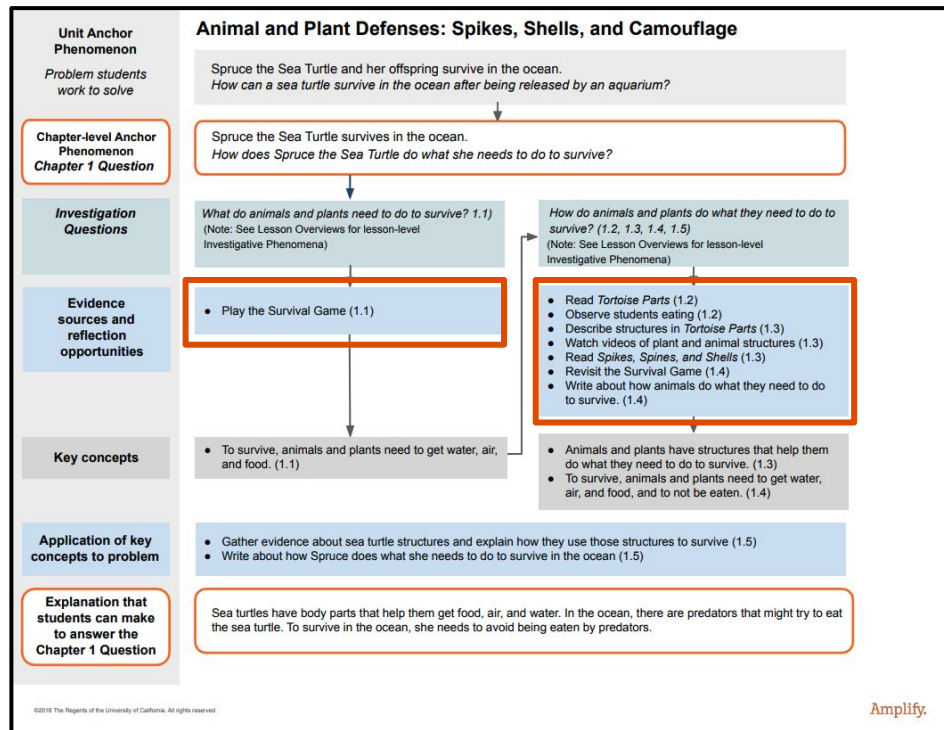 Animal and Plant Defenses: Spikes, Shells, and Camouflage
Unit Anchor
Phenomenon
Problem students
work to solve
Spruce the Sea Turtle and her offspring survive in the ocean.
How can a sea turtle survive in the ocean after being released by an aquarium?
Chapter-level Anchor
Phenomenon
Chapter 1 Question
Spruce the Sea Turtle survives in the ocean.
How does Spruce the Sea Turtle do what she needs to do to survive?
Investigation
Questions
What do animals and plants need to do to survive? 1.1)
(Note: See Lesson Overviews for lesson-level
Investigative Phenomena)
How do animals and plants do what they need to do to
survive? (1.2, 1.3, 1.4, 1.5)
(Note: See Lesson Overviews for lesson-level
Investigative Phenomena)
Evidence
sources and
reflection
opportunities
● Play the Survival Game (1.1)
● Read Tortoise Parts (1.2)
● Observe students eating (1.2)
● Describe structures in Tortoise Parts (1.3)
● Watch videos of plant and animal structures (1.3)
● Read Spikes, Spines, and Shells (1.3)
● Revisit the Survival Game (1.4)
● Write about how animals do what they need to do
to survive. (1.4)
Key concepts
● To survive, animals and plants need to get water, air,
and food. (1.1)
● Animals and plants have structures that help them
do what they need to do to survive. (1.3)
● To survive, animals and plants need to get water,
air, and food, and to not be eaten. (1.4)
Application of key
concepts to problem
● Gather evidence about sea turtle structures and explain how they use those structures to survive (1.5)
● Write about how Spruce does what she needs to do to survive in the ocean (1.5)
Explanation that
students can make
to answer the
Chapter 1 Question
Sea turtles have body parts that help them get food, air, and water. In the ocean, there are predators that might try to eat
the sea turtle. To survive in the ocean, she needs to avoid being eaten by predators.
©2018 The Regents of the University of California. All rights reserved.
Amplify.